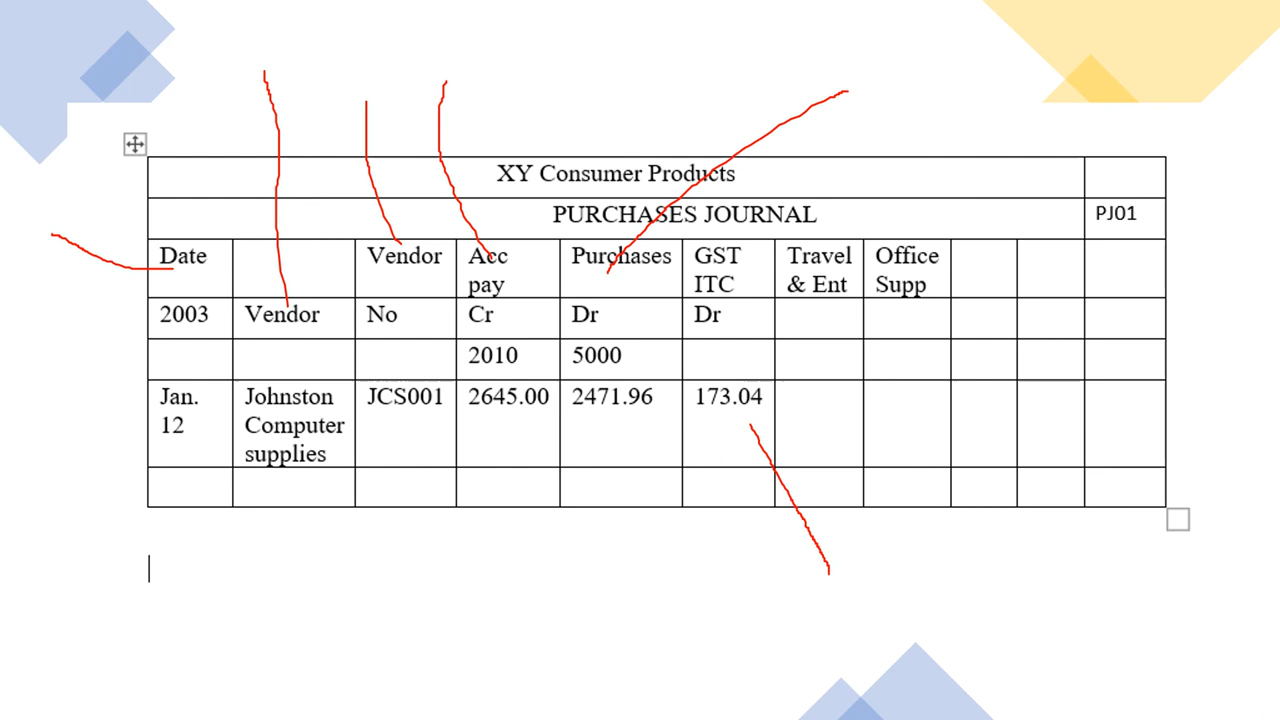 XY Consumer Products
PURCHASES JOURNAL PJ01
Date Vendor Acc pay Purchases GST ITC Travel & Ent Office Supp
2003 Vendor No Cr Dr Dr
2010 5000
Jan. 12 Johnston Computer supplies JCS001 2645.00 2471.96 173.04